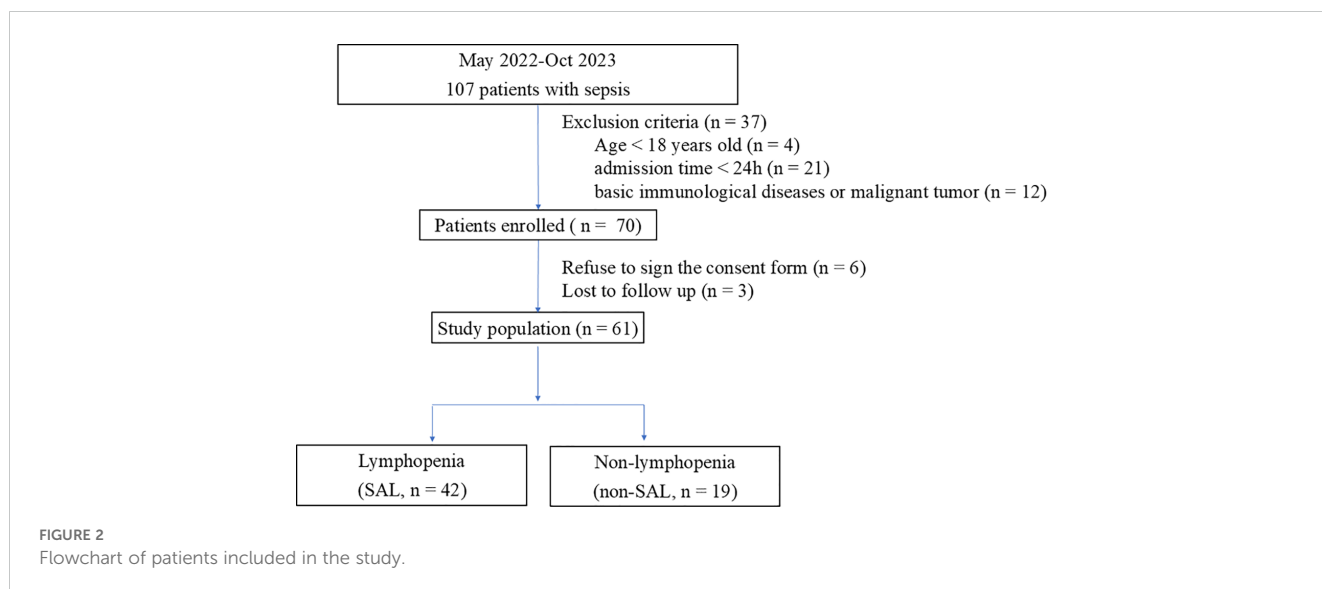 May 2022-Oct 2023
107 patients with sepsis
Exclusion criteria (n = 37)
Age < 18 years old (n = 4)
admission time < 24h (n = 21)
basic immunological diseases or malignant tumor (n = 12)
Patients enrolled ( n = 70)
Refuse to sign the consent form (n = 6)
Lost to follow up (n = 3)
Study population (n = 61)
Lymphopenia
(SAL, n = 42)
Non-lymphopenia
(non-SAL, n = 19)
FIGURE 2
Flowchart of patients included in the study.